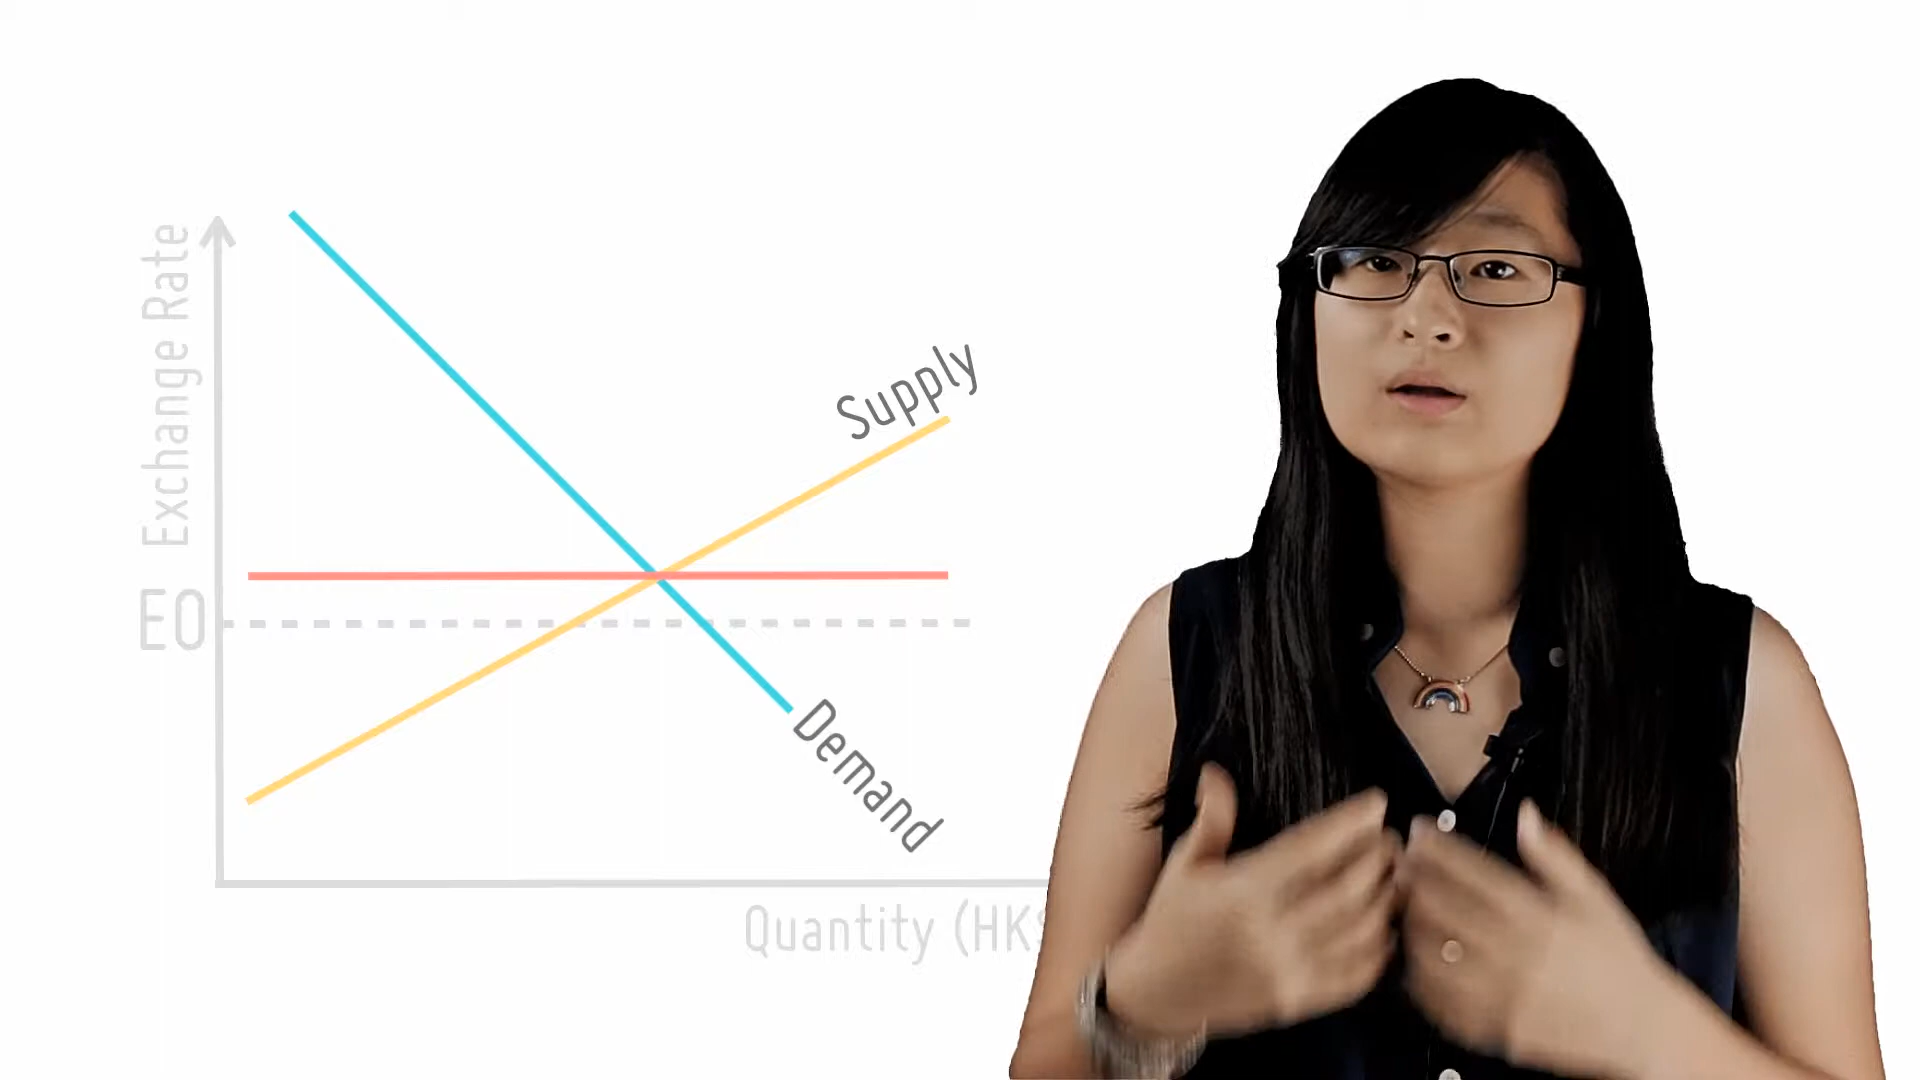 Exchange Rate
Supply
E0
Demand
Quantity (HK$